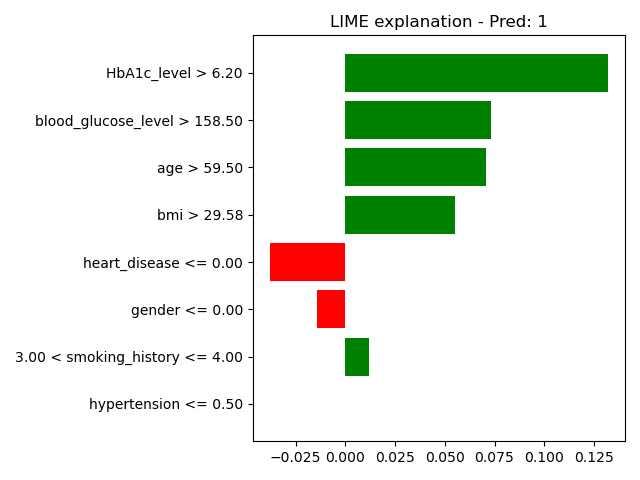 LIME explanation - Pred: 1
HbA1c_level > 6.20
blood_glucose_level > 158.50
age > 59.50
bmi > 29.58
heart_disease <= 0.00
gender <= 0.00
3.00 < smoking_history <= 4.00
hypertension <= 0.50
−0.025 0.000 0.025 0.050 0.075 0.100 0.125